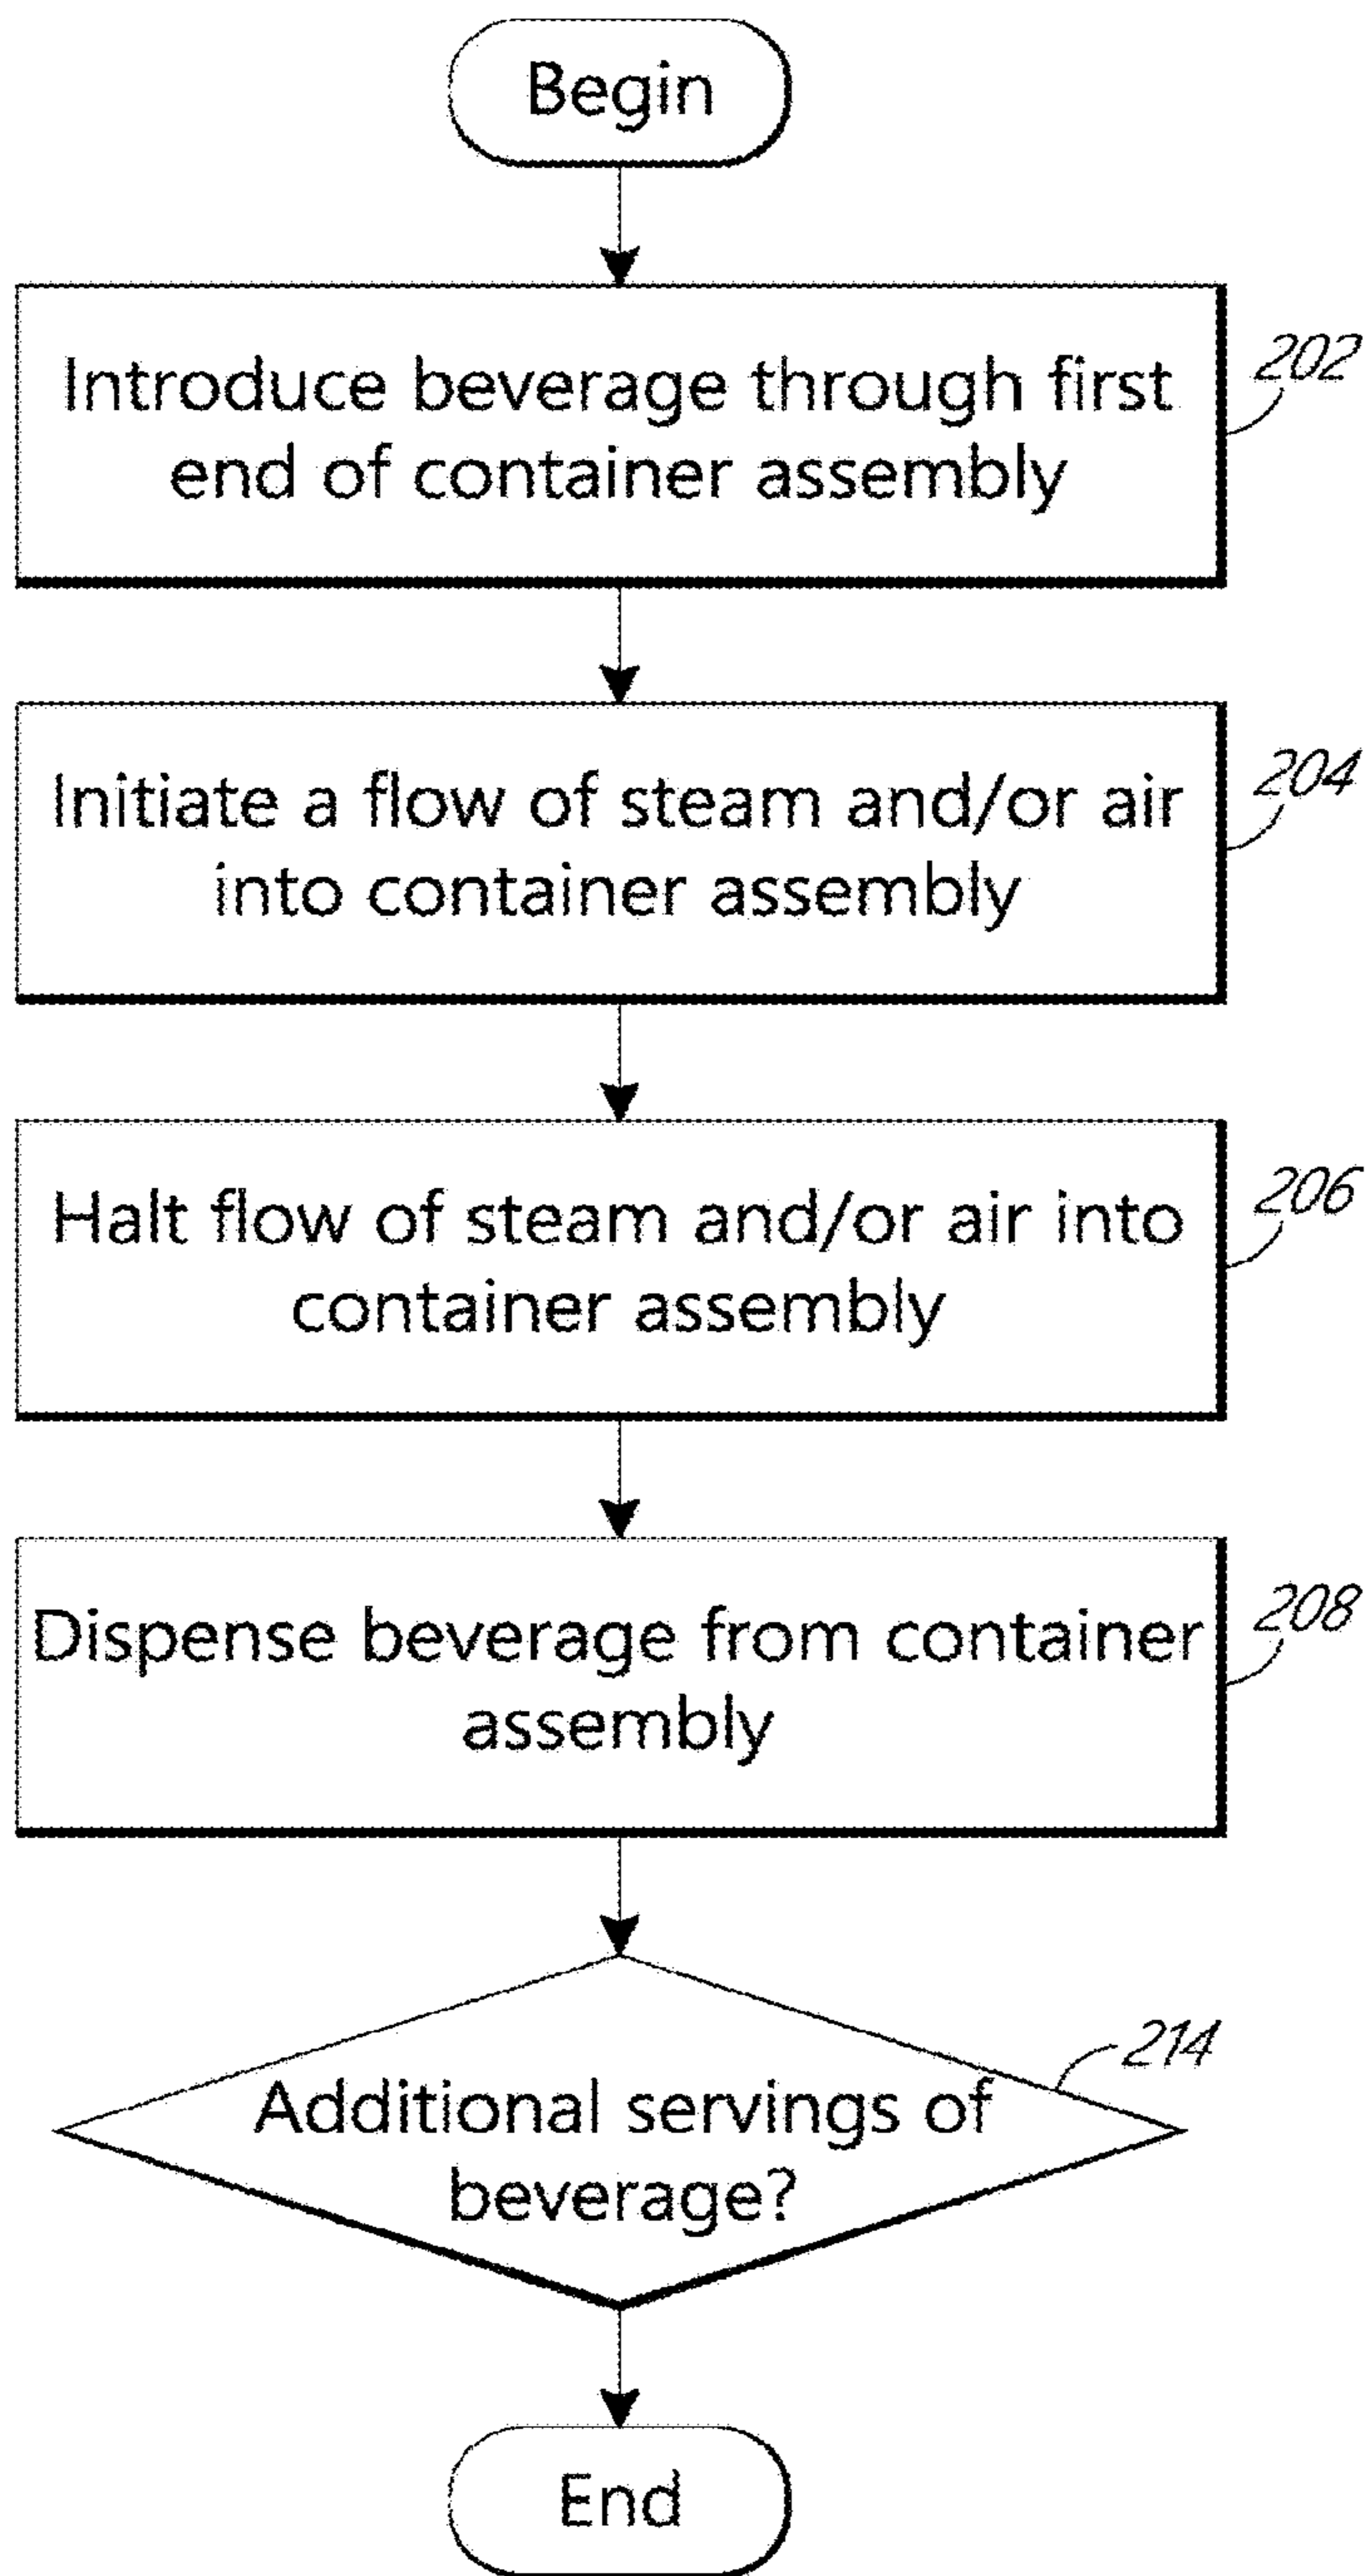 Begin
Introduce beverage through first
end of container assembly
202
Initiate a flow of steam and/or air
into container assembly
204
Halt flow of steam and/or air into
container assembly
206
Dispense beverage from container
assembly
208
Additional servings of
beverage?
214
End